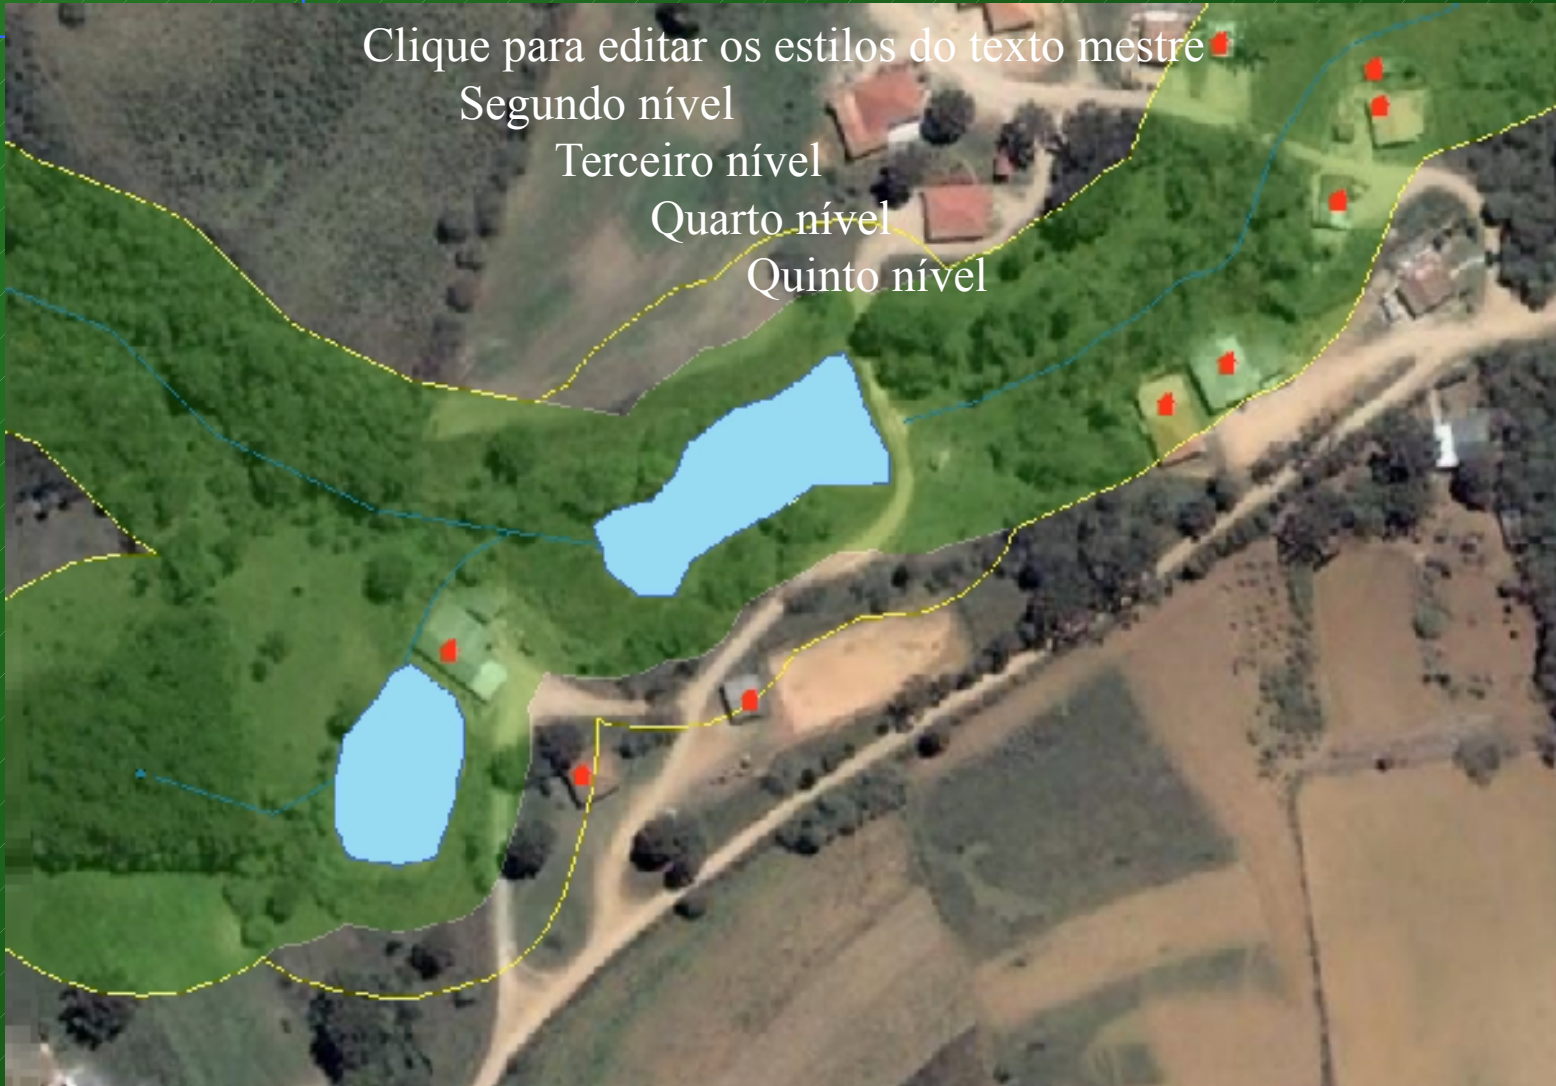 Clique para editar os estilos do texto mestre
Segundo nível
Terceiro nível
Quarto nível
Quinto nível